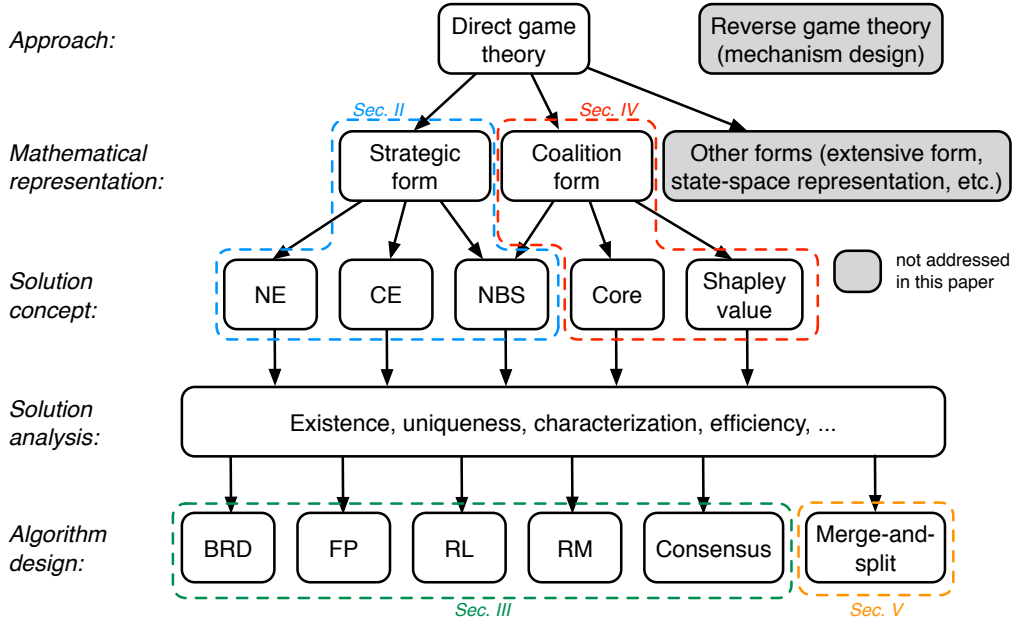 Approach:
Direct game
theory
Reverse game theory
(mechanism design)
Sec. II
Sec. IV
Mathematical
representation:
Strategic
form
Coalition
form
Other forms (extensive form,
state-space representation, etc.)
Solution
concept:
NE
CE
NBS
Core
Shapley
value
not addressed
in this paper
Solution
analysis:
Existence, uniqueness, characterization, efficiency, ...
Algorithm
design:
BRD
FP
RL
RM
Consensus
Merge-and-
split
Sec. III
Sec. V